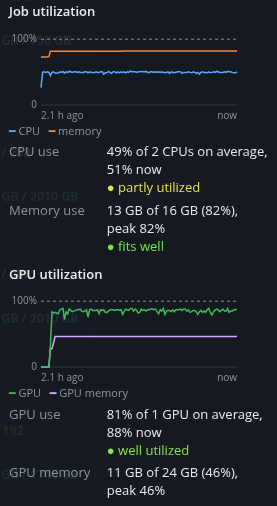 Job utilization
100%
0
2.1 h ago now
CPU memory
CPU use 49% of 2 CPUs on average,
51% now
● partly utilized
Memory use 13 GB of 16 GB (82%),
peak 82%
● fits well
GPU utilization
100%
0
2.1 h ago now
GPU GPU memory
GPU use 81% of 1 GPU on average,
88% now
● well utilized
GPU memory 11 GB of 24 GB (46%),
peak 46%